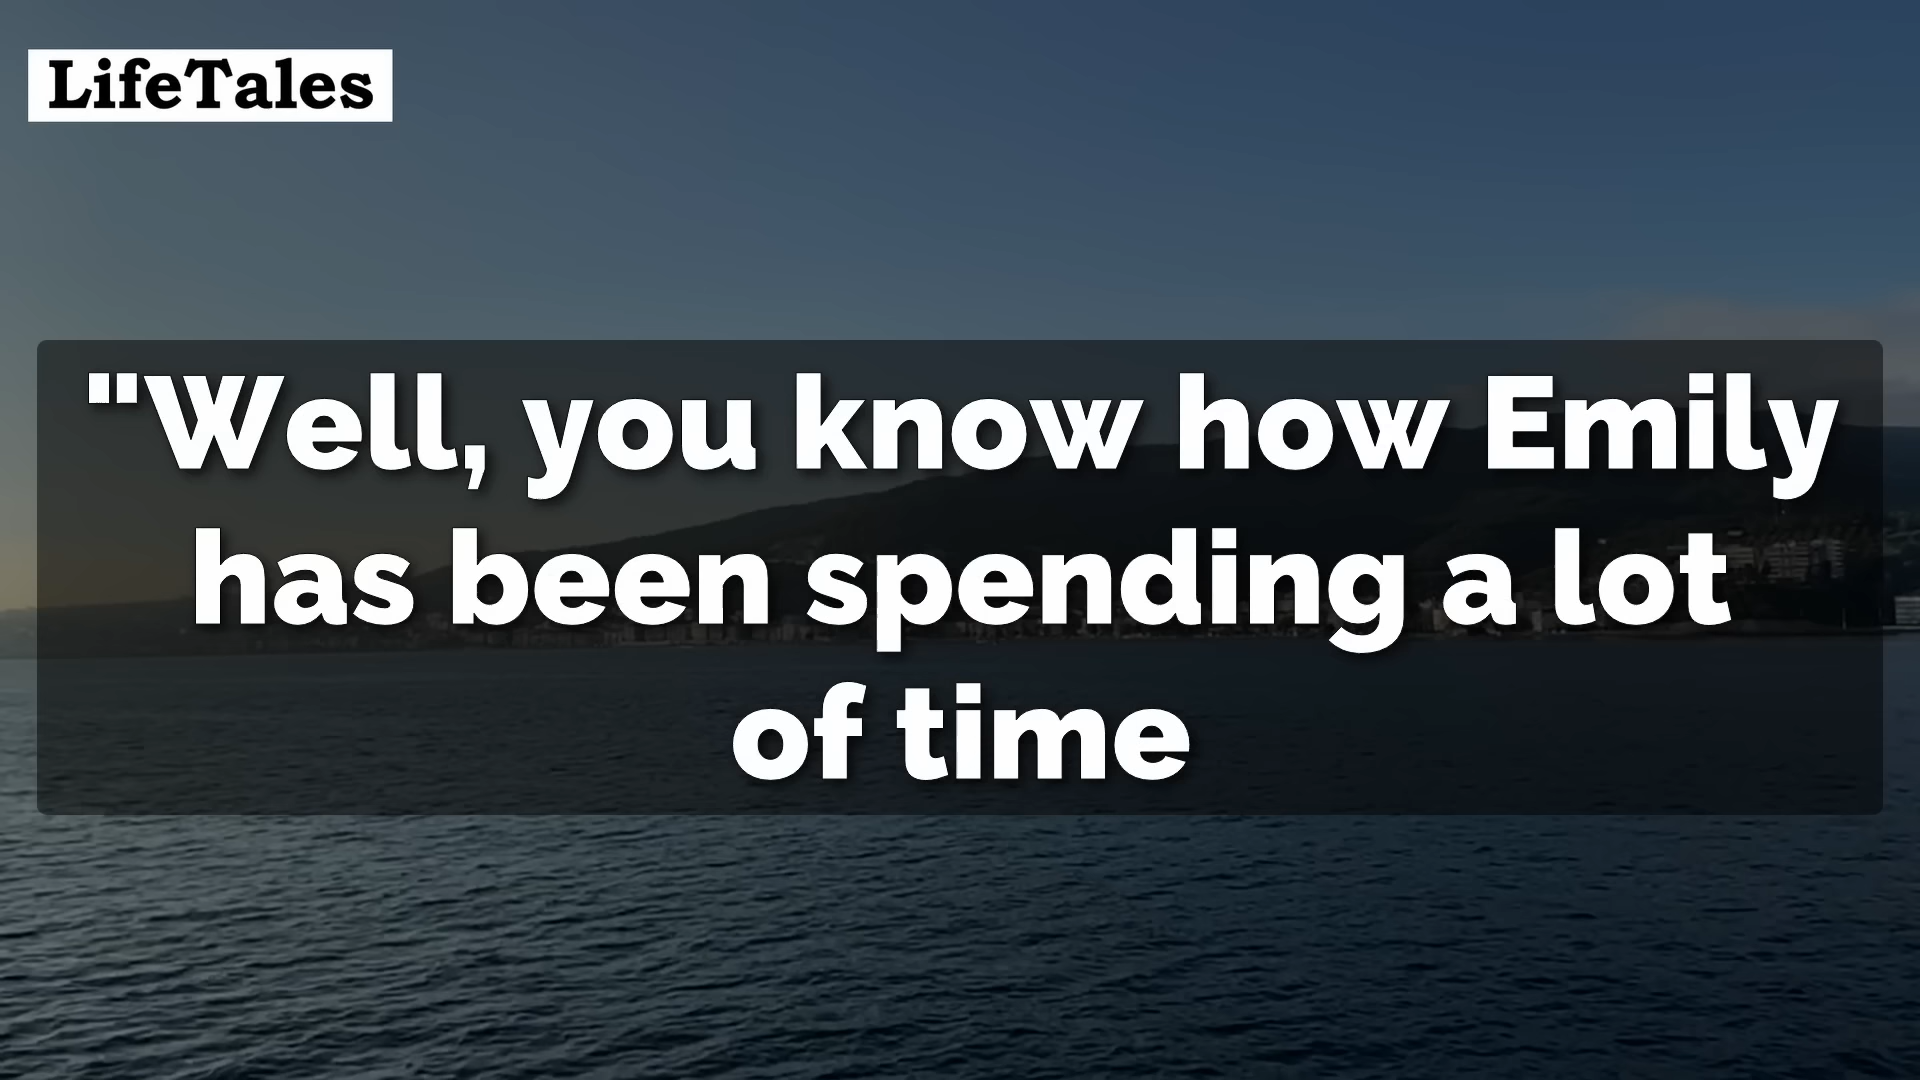 LifeTales
"Well, you know how Emily
has been spending a lot
of time